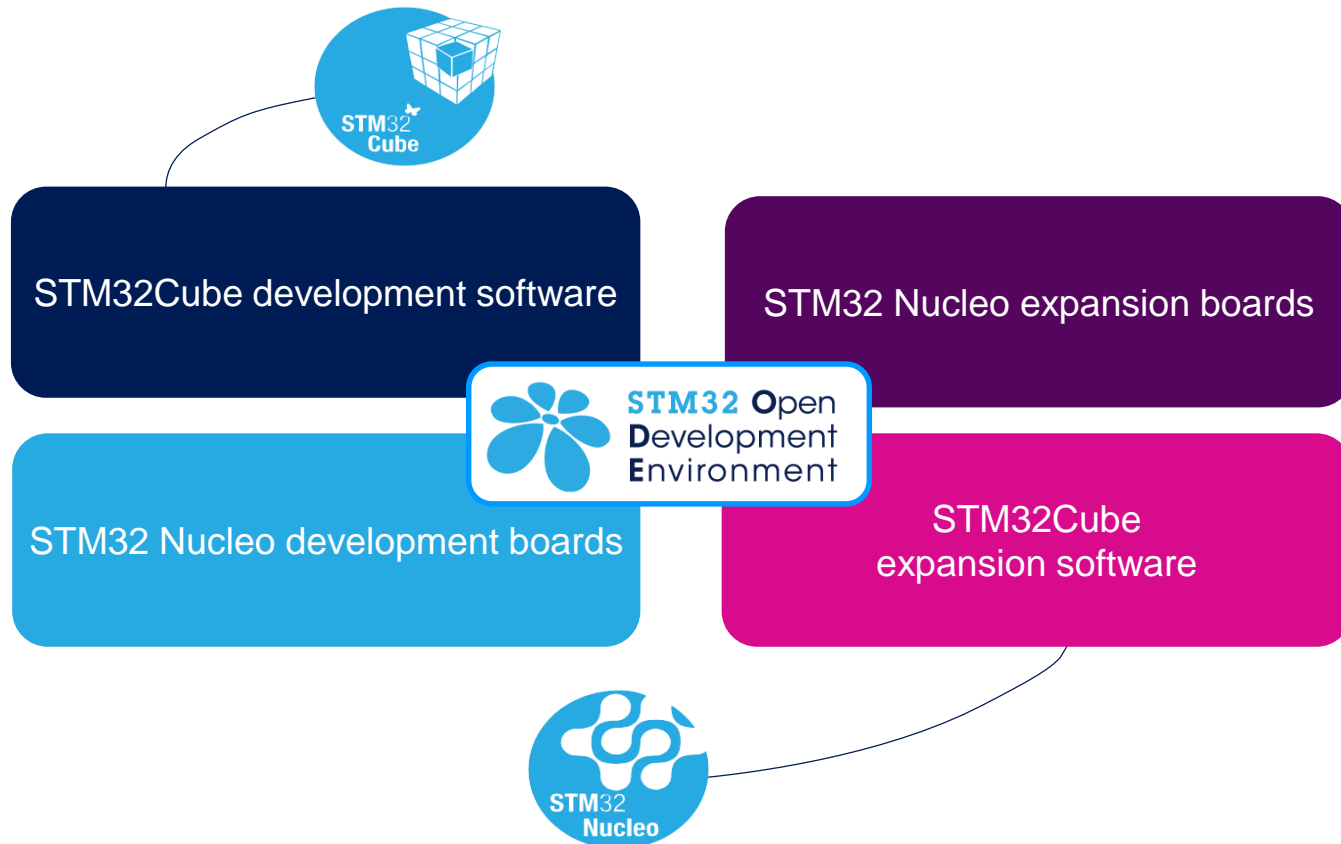 STM32
Cube
STM32Cube development software
STM32 Nucleo expansion boards
STM32 Open
Development
Environment
STM32 Nucleo development boards
STM32Cube
expansion software
STM32
Nucleo